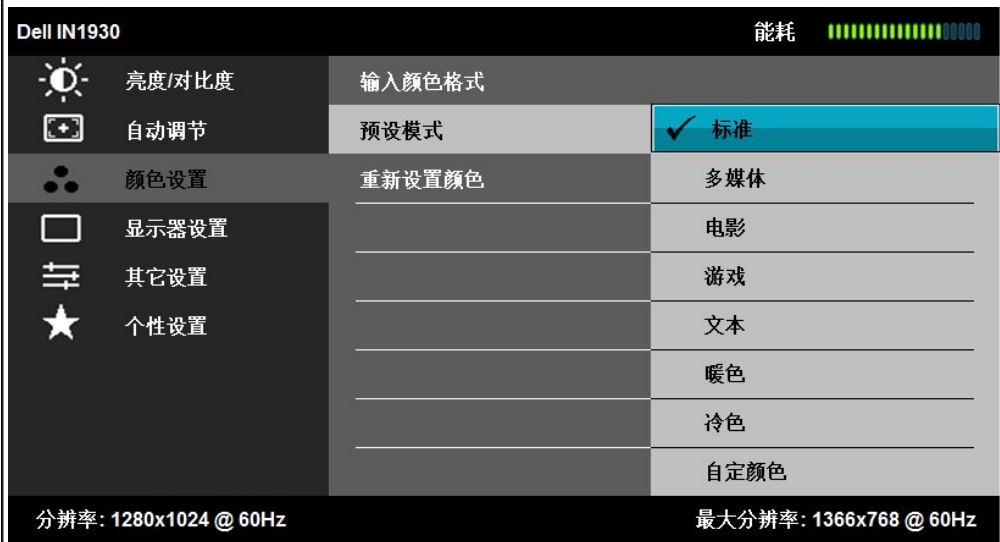 Dell IN1930 能耗
亮度/对比度 输入颜色格式
自动调节 预设模式 标准
颜色设置 重新设置颜色 多媒体
显示器设置 电影
其它设置 游戏
个性设置 文本
暖色
冷色
自定颜色
分辨率: 1280x1024 @ 60Hz 最大分辨率: 1366x768 @ 60Hz